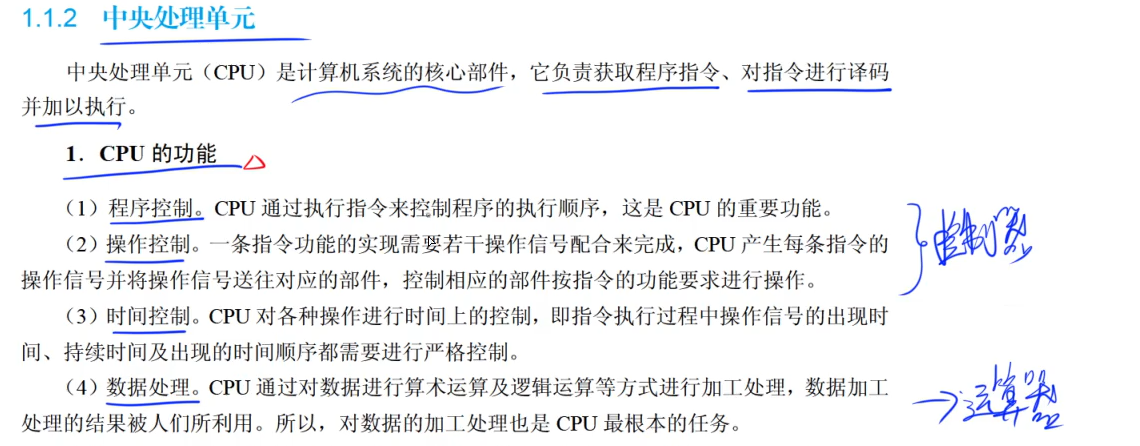 1.1.2 中央处理单元
中央处理单元（CPU）是计算机系统的核心部件，它负责获取程序指令、对指令进行译码
并加以执行。
1．CPU 的功能
（1）程序控制。CPU 通过执行指令来控制程序的执行顺序，这是 CPU 的重要功能。
（2）操作控制。一条指令功能的实现需要若干操作信号配合来完成，CPU 产生每条指令的
操作信号并将操作信号送往对应的部件，控制相应的部件按指令的功能要求进行操作。
控制器
（3）时间控制。CPU 对各种操作进行时间上的控制，即指令执行过程中操作信号的出现时
间、持续时间及出现的时间顺序都需要进行严格控制。
（4）数据处理。CPU 通过对数据进行算术运算及逻辑运算等方式进行加工处理，数据加工
处理的结果被人们所利用。所以，对数据的加工处理也是 CPU 最根本的任务。
运算器